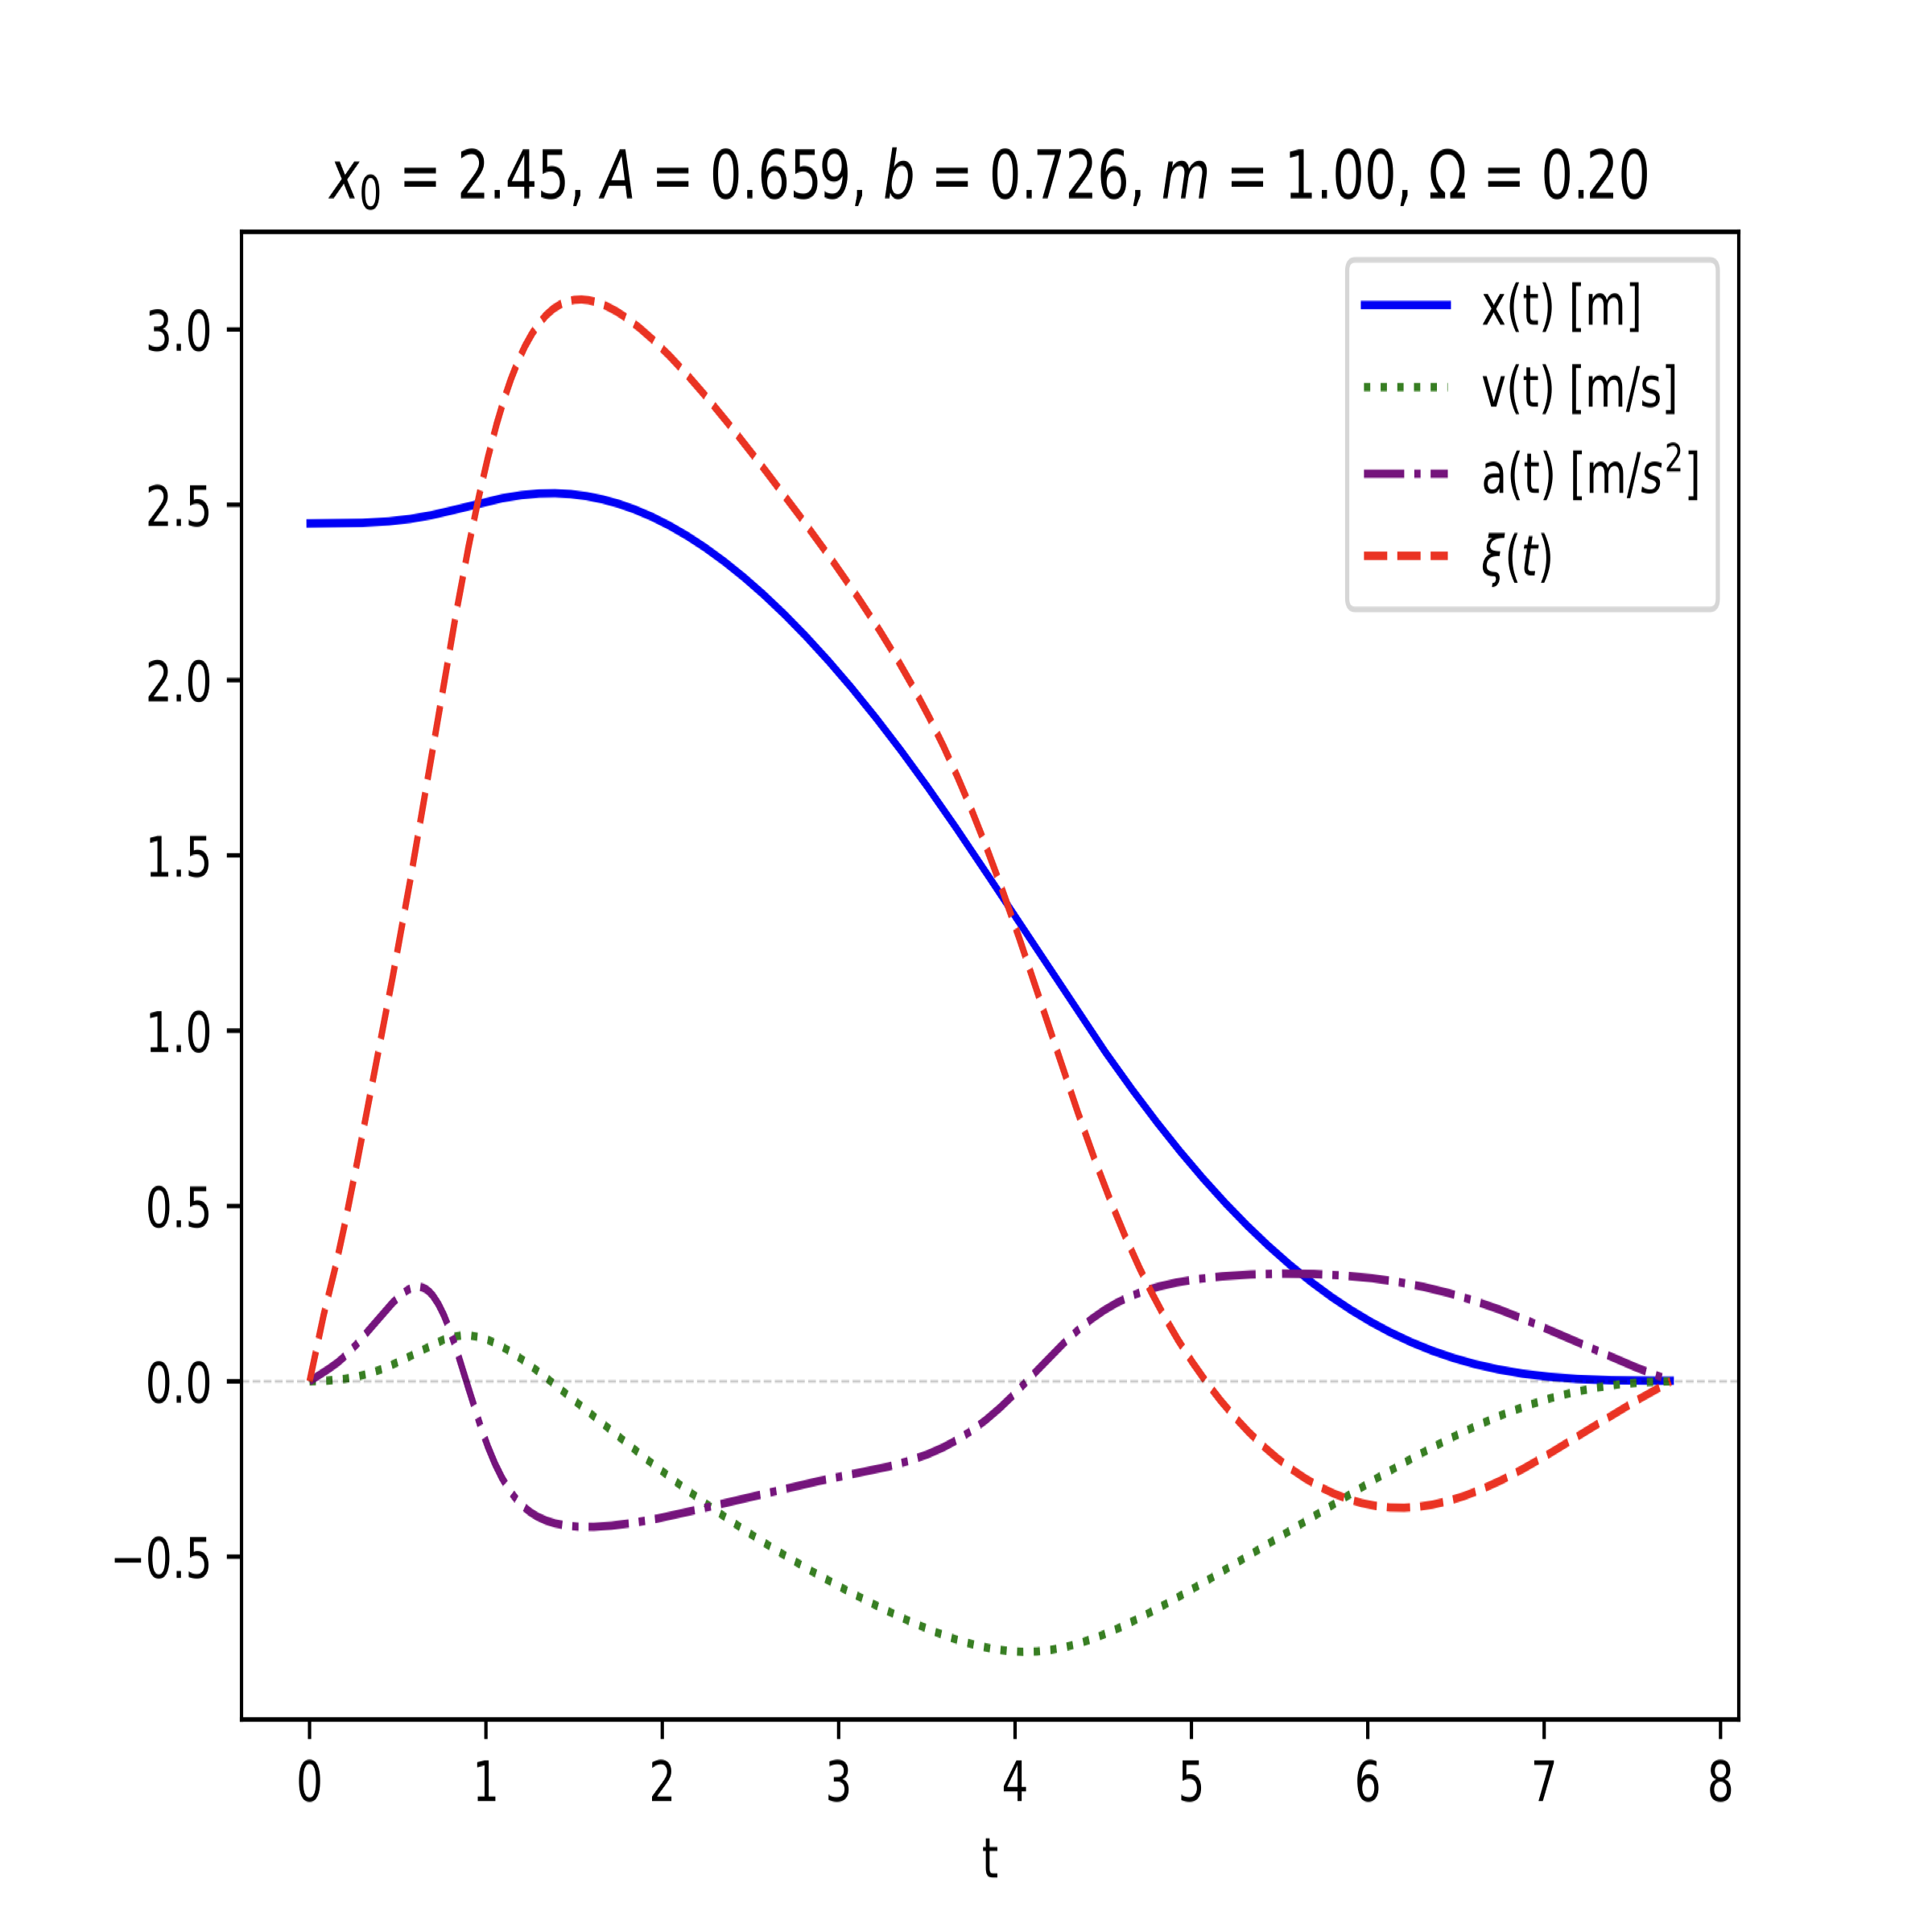 x₀ = 2.45, A = 0.659, b = 0.726, m = 1.00, Ω = 0.20
x(t) [m]
v(t) [m/s]
a(t) [m/s²]
ξ(t)
3.0
2.5
2.0
1.5
1.0
0.5
0.0
−0.5
0 1 2 3 4 5 6 7 8
t